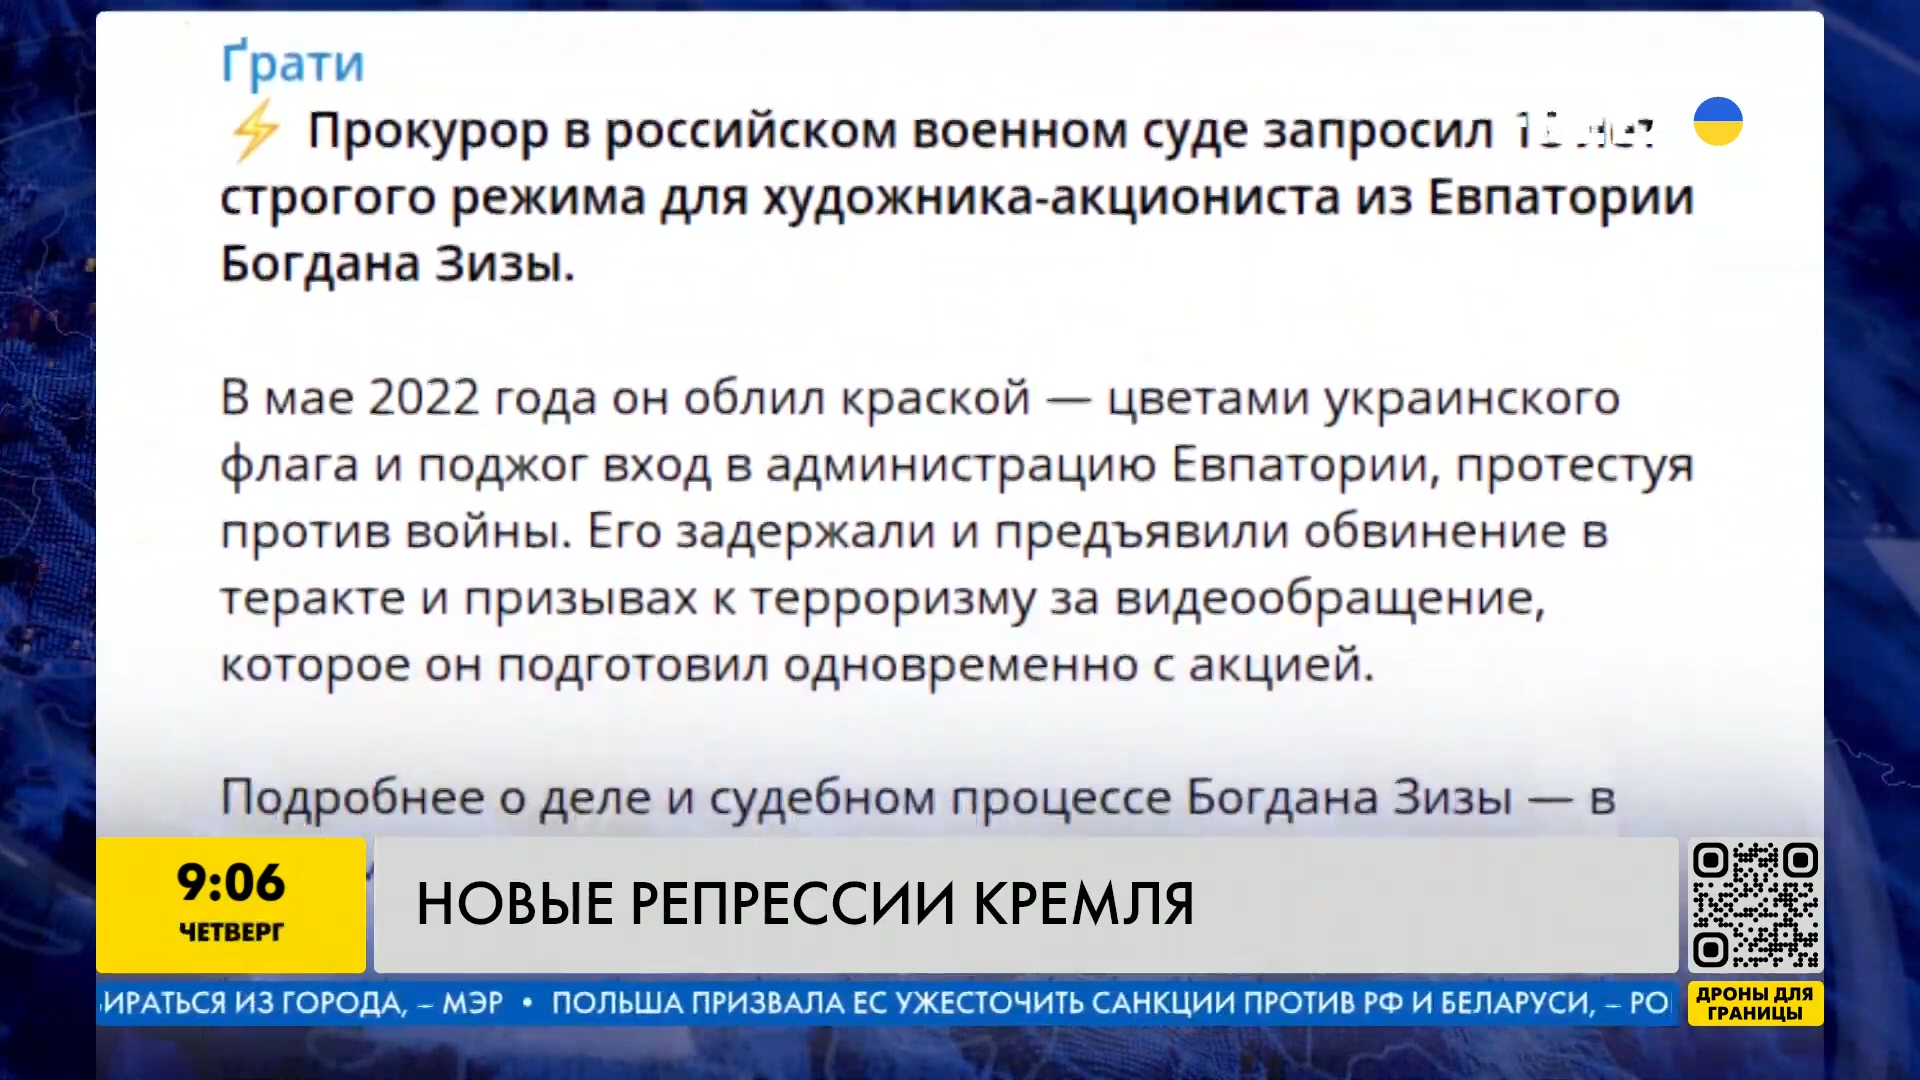 Ґрати
⚡ Прокурор в российском военном суде запросил
строгого режима для художника-акциониста из Евпатории
Богдана Зизы.
В мае 2022 года он облил краской — цветами украинского
флага и поджог вход в администрацию Евпатории, протестуя
против войны. Его задержали и предъявили обвинение в
теракте и призывах к терроризму за видеообращение,
которое он подготовил одновременно с акцией.
Подробнее о деле и судебном процессе Богдана Зизы — в
9:06
ЧЕТВЕРГ
НОВЫЕ РЕПРЕССИИ КРЕМЛЯ
ИРАТЬСЯ ИЗ ГОРОДА, – МЭР • ПОЛЬША ПРИЗВАЛА ЕС УЖЕСТОЧИТЬ САНКЦИИ ПРОТИВ РФ И БЕЛАРУСИ, – РО
ДРОНЫ ДЛЯ
ГРАНИЦЫ